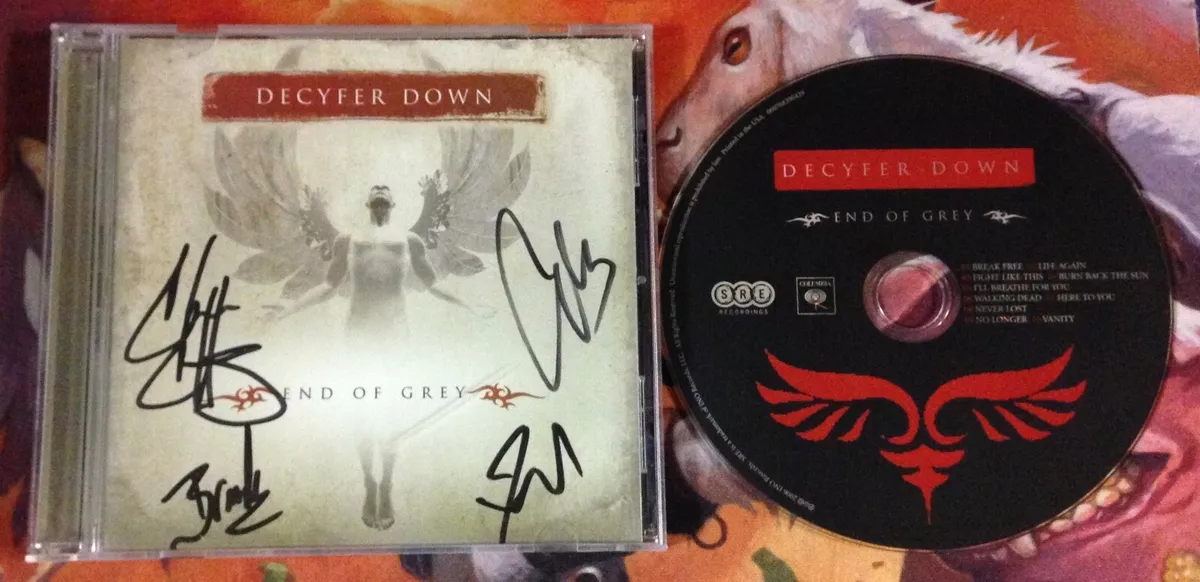 DECYFER DOWN
END OF GREY
DECYFER DOWN
END OF GREY
SRE
RECORDINGS
COLUMBIA
BREAK FREE LIFE AGAIN
FIGHT LIKE THIS BURN BACK THE SUN
I'LL BREATHE FOR YOU
WALKING DEAD HERE TO YOU
NEVER LOST
NO LONGER VANITY